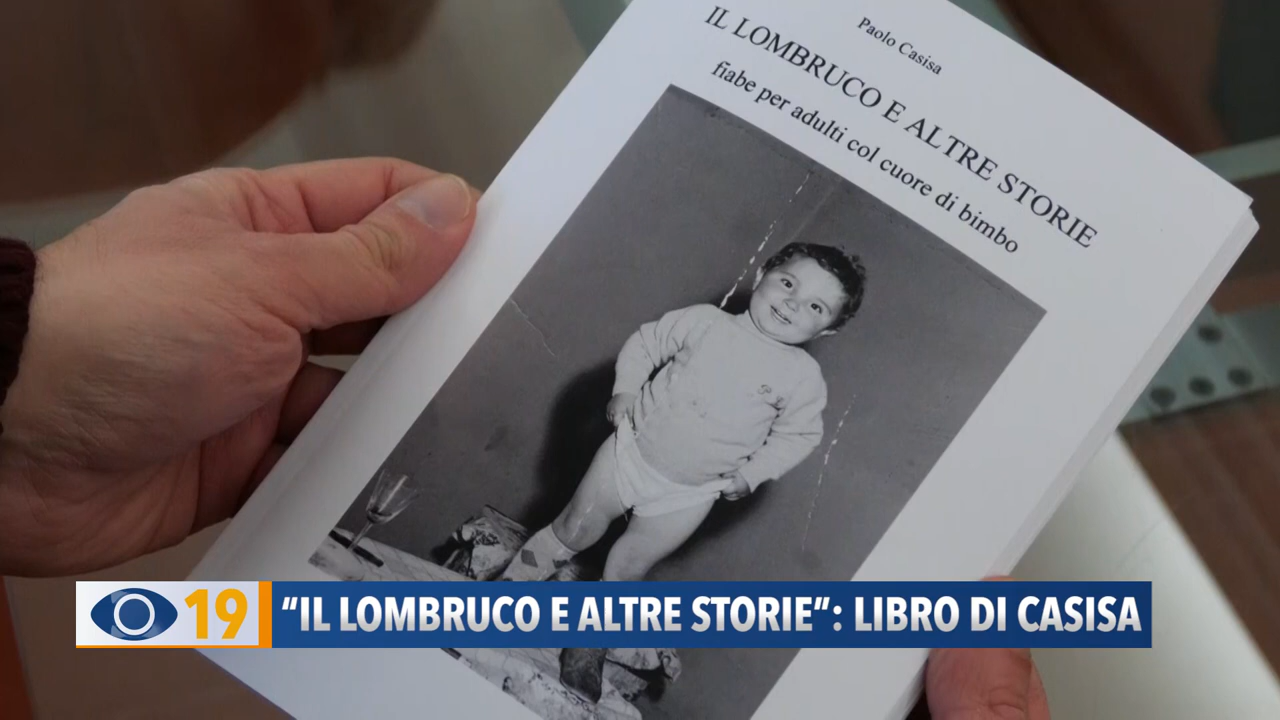 Paolo Casisa
IL LOMBRUCO E ALTRE STORIE
fiabe per adulti col cuore di bimbo
19
“IL LOMBRUCO E ALTRE STORIE“: LIBRO DI CASISA